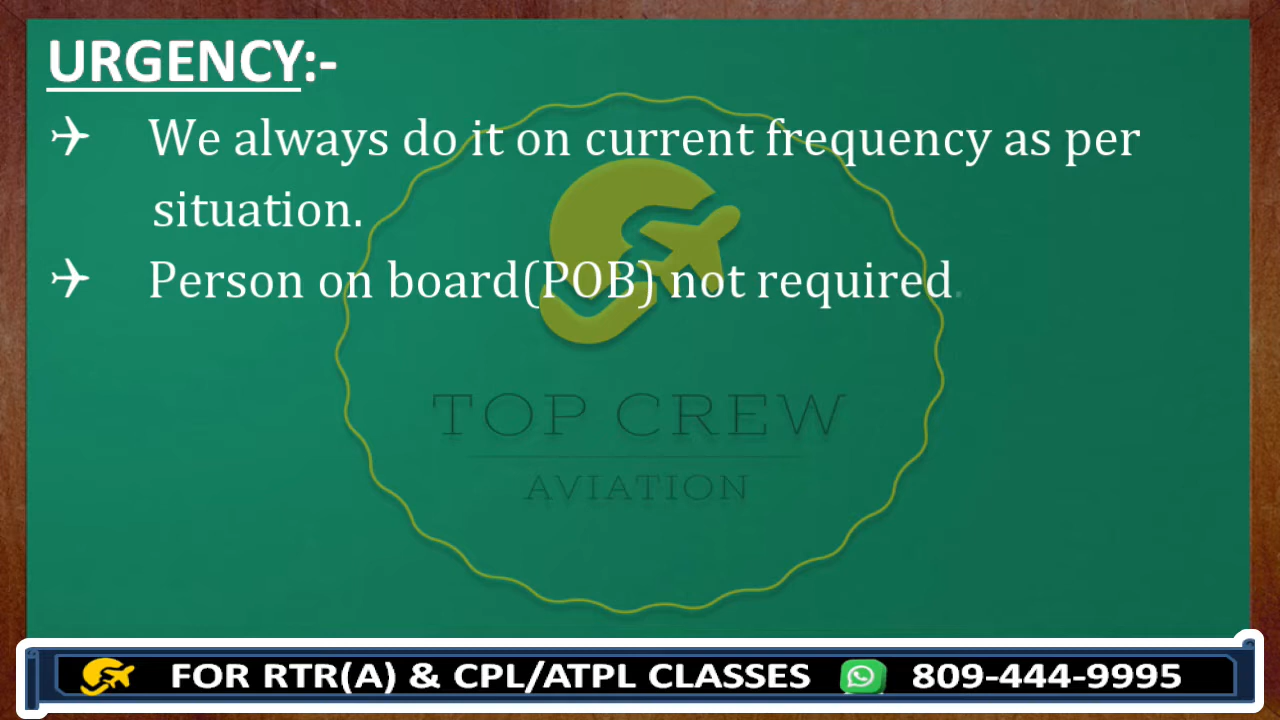 URGENCY:-
We always do it on current frequency as per
situation.
Person on board(POB) not required.
TOP CREW
AVIATION
FOR RTR(A) & CPL/ATPL CLASSES 809-444-9995